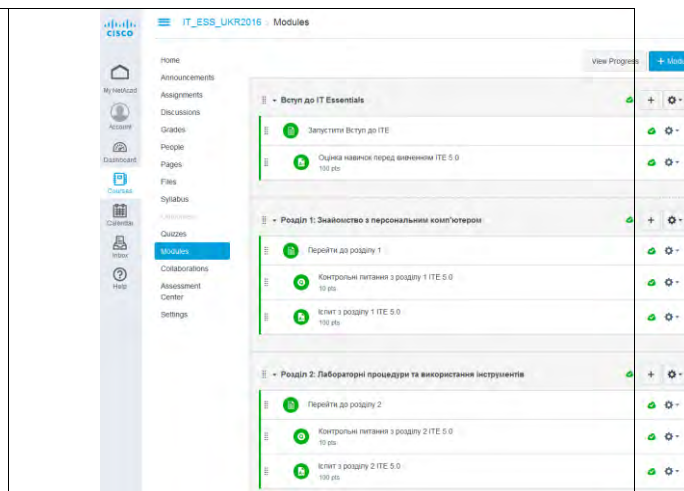 CISCO
IT_ESS_UKR2016
Modules
My NetAcad
Account
Dashboard
Courses
Calendar
Inbox
Help
Home
Announcements
Assignments
Discussions
Grades
People
Pages
Files
Syllabus
Quizzes
Modules
Collaborations
Assessment
Center
Settings
View Progress
+ Modu
Вступ до IT Essentials
Запустити Вступ до ITE
Оцінка навичок перед вивченням ITE 5.0
100 pts
Розділ 1: Знайомство з персональним комп'ютером
Перейти до розділу 1
Контрольні питання з розділу 1 ITE 5.0
10 pts
Іспит з розділу 1 ITE 5.0
100 pts
Розділ 2: Лабораторні процедури та використання інструментів
Перейти до розділу 2
Контрольні питання з розділу 2 ITE 5.0
10 pts
Іспит з розділу 2 ITE 5.0
100 pts